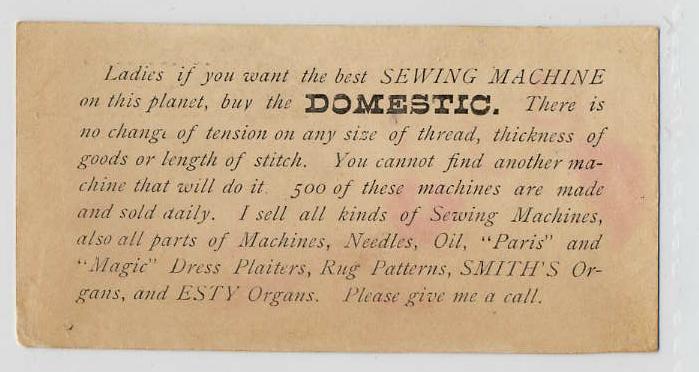 Ladies if you want the best SEWING MACHINE
on this planet, buy the DOMESTIC. There is
no change of tension on any size of thread, thickness of
goods or length of stitch. You cannot find another ma-
chine that will do it. 500 of these machines are made
and sold daily. I sell all kinds of Sewing Machines,
also all parts of Machines, Needles, Oil, "Paris" and
"Magic" Dress Plaiters, Rug Patterns, SMITH'S Or-
gans, and ESTY Organs. Please give me a call.